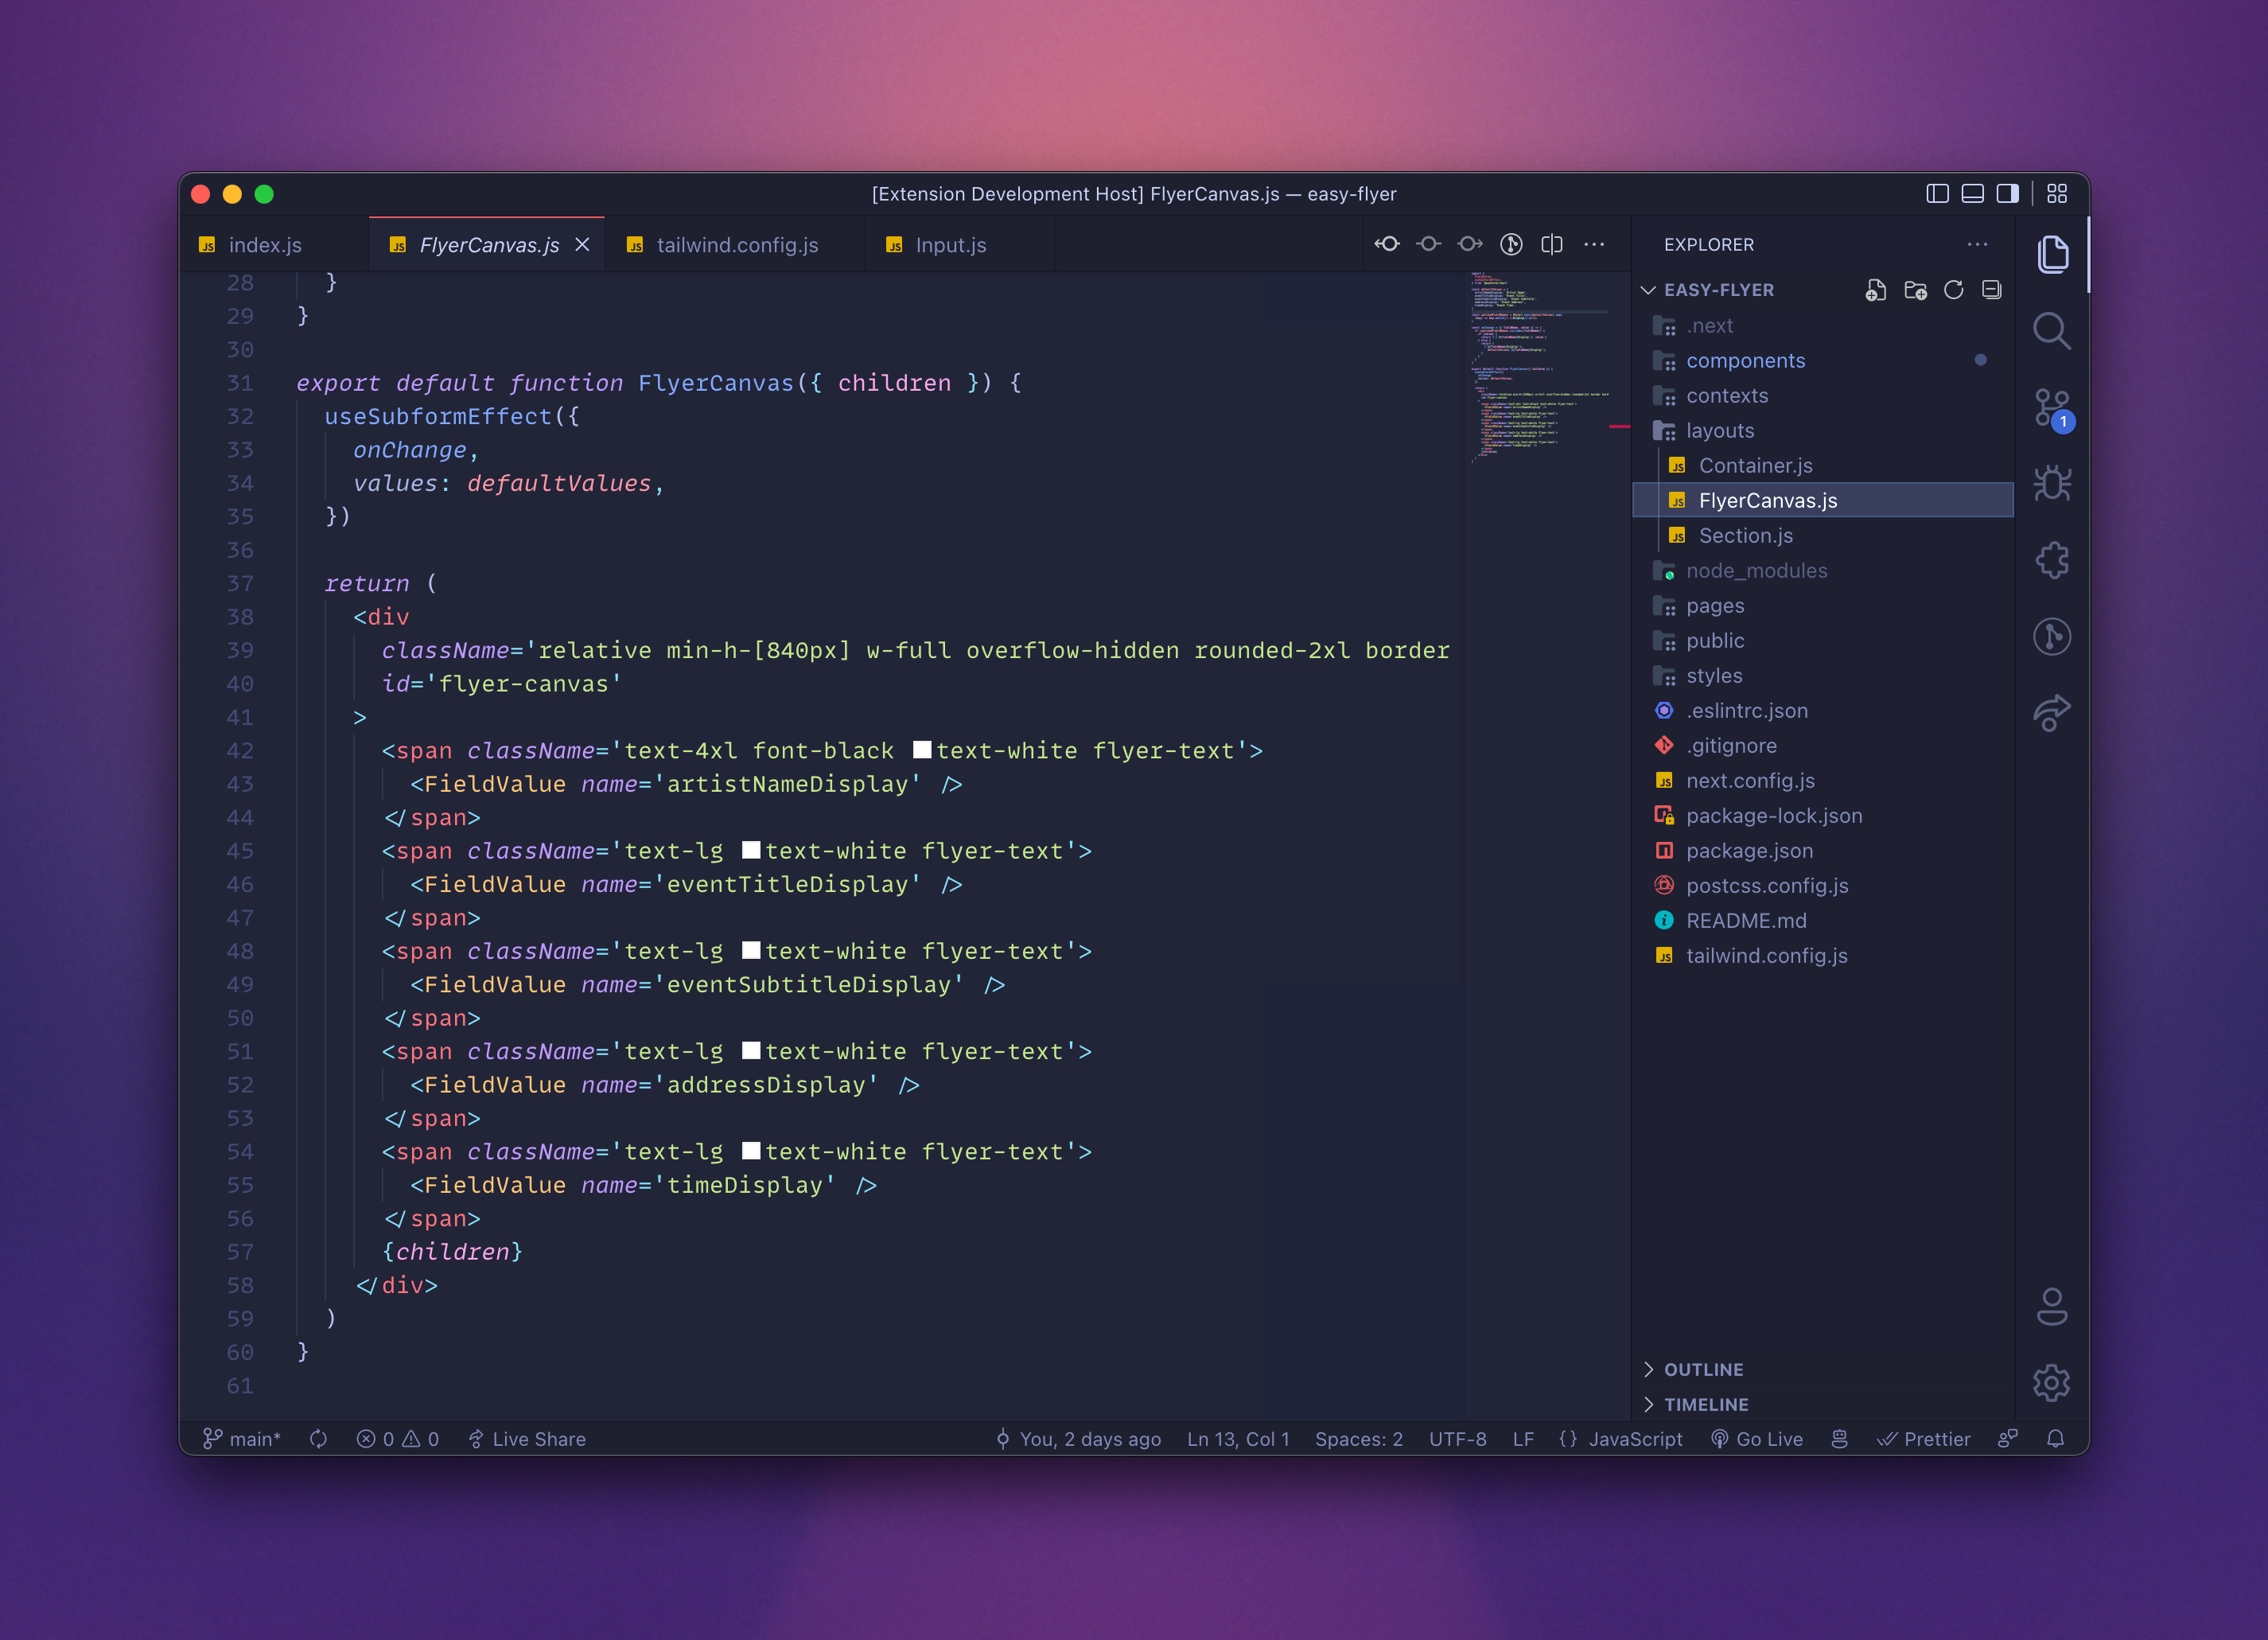 [Extension Development Host] FlyerCanvas.js — easy-flyer
index.js
FlyerCanvas.js
tailwind.config.js
Input.js
28 }
29 }
30
31 export default function FlyerCanvas({ children }) {
32 useSubformEffect({
33 onChange,
34 values: defaultValues,
35 })
36
37 return (
38 <div
39 className='relative min-h-[840px] w-full overflow-hidden rounded-2xl border
40 id='flyer-canvas'
41 >
42 <span className='text-4xl font-black text-white flyer-text'>
43 <FieldValue name='artistNameDisplay' />
44 </span>
45 <span className='text-lg text-white flyer-text'>
46 <FieldValue name='eventTitleDisplay' />
47 </span>
48 <span className='text-lg text-white flyer-text'>
49 <FieldValue name='eventSubtitleDisplay' />
50 </span>
51 <span className='text-lg text-white flyer-text'>
52 <FieldValue name='addressDisplay' />
53 </span>
54 <span className='text-lg text-white flyer-text'>
55 <FieldValue name='timeDisplay' />
56 </span>
57 {children}
58 </div>
59 )
60 }
61
EXPLORER
EASY-FLYER
.next
components
contexts
layouts
JS Container.js
JS FlyerCanvas.js
JS Section.js
node_modules
pages
public
styles
.eslintrc.json
.gitignore
JS next.config.js
package-lock.json
package.json
postcss.config.js
README.md
JS tailwind.config.js
OUTLINE
TIMELINE
1
main* 0 0 Live Share
You, 2 days ago Ln 13, Col 1 Spaces: 2 UTF-8 LF {} JavaScript Go Live Prettier